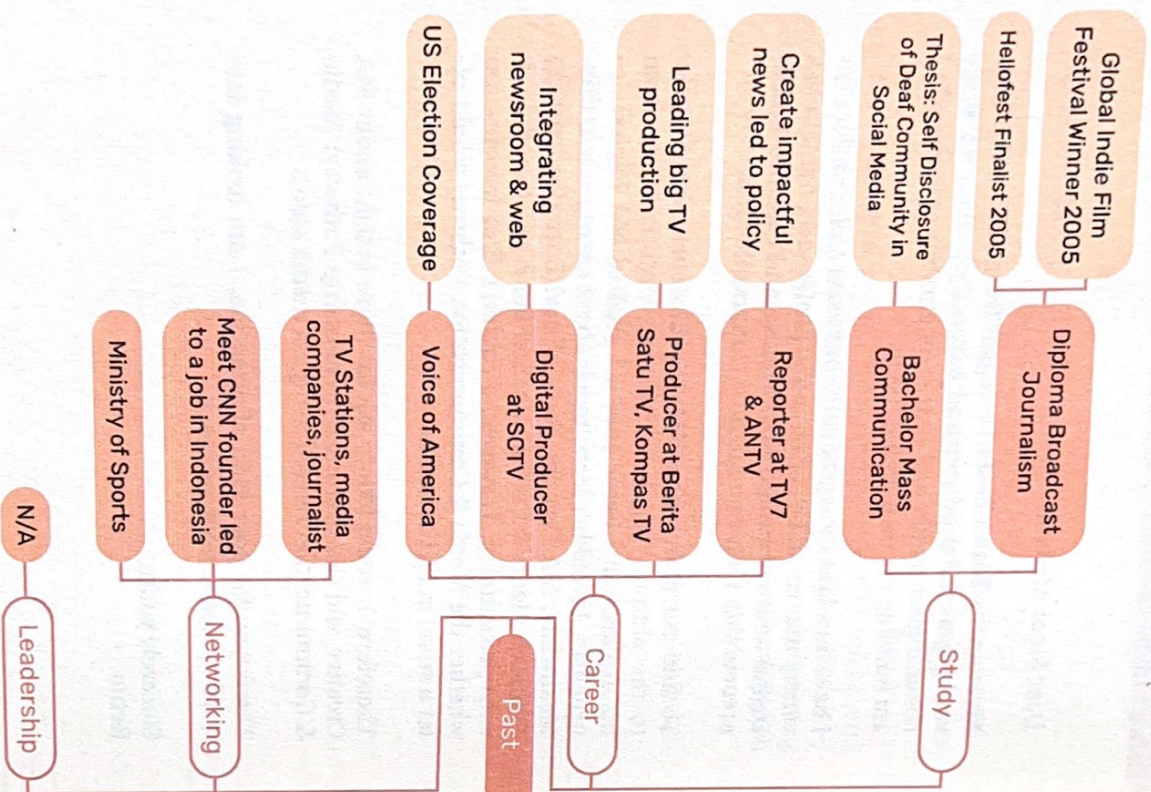 Global Indie Film
Festival Winner 2005
Hellofest Finalist 2005
Diploma Broadcast
Journalism
Thesis: Self Disclosure
of Deaf Community in
Social Media
Bachelor Mass
Communication
Study
Create impactful
news led to policy
Reporter at TV7
& ANTV
Leading big TV
production
Producer at Berita
Satu TV, Kompas TV
Integrating
newsroom & web
Digital Producer
at SCTV
US Election Coverage
Voice of America
Career
Past
TV Stations, media
companies, journalist
Meet CNN founder led
to a job in Indonesia
Ministry of Sports
Networking
N/A
Leadership